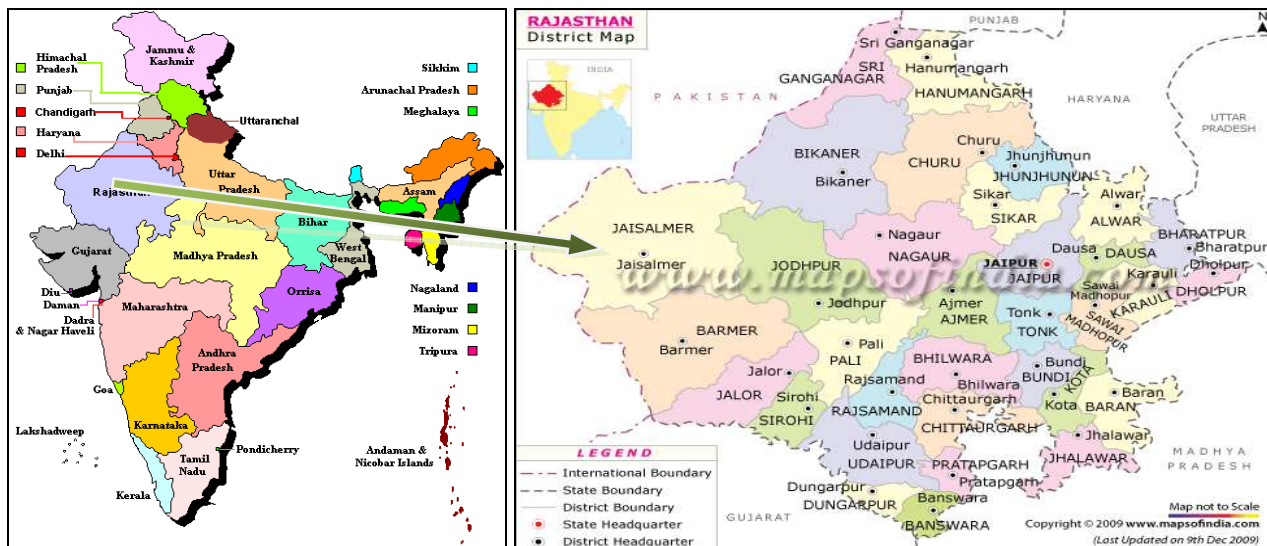 Jammu &
Kashmir
Himachal
Pradesh
Punjab
Chandigarh
Haryana
Delhi
Uttaranchal
Rajasthan
Uttar
Pradesh
Sikkim
Arunachal Pradesh
Meghalaya
Assam
Bihar
West
Bengal
Gujarat
Madhya Pradesh
Orrisa
Diu
Daman
Dadra
& Nagar Haveli
Maharashtra
Nagaland
Manipur
Mizoram
Tripura
Andhra
Pradesh
Goa
Karnataka
Lakshadweep
Pondicherry
Tamil
Nadu
Kerala
Andaman &
Nicobar Islands
RAJASTHAN
District Map
INDIA
PUNJAB
N
PAKISTAN
HARYANA
UTTAR
PRADESH
Sri Ganganagar
SRI
GANGANAGAR
Hanumangarh
HANUMANGARH
BIKANER
Bikaner
Churu
CHURU
Jhunjhunun
JHUNJHUNUN
Sikar
SIKAR
Alwar
ALWAR
JAISALMER
Jaisalmer
JODHPUR
Jodhpur
Nagaur
NAGAUR
JAIPUR
JAIPUR
Dausa
DAUSA
BHARATPUR
Bharatpur
Dholpur
DHOLPUR
Karauli
KARAULI
Sawai
Madhopur
SAWAI
MADHOPUR
www.mapsofindia.co
Ajmer
AJMER
Tonk
TONK
BARMER
Barmer
Pali
PALI
Jalor
JALOR
Sirohi
SIROHI
Rajsamand
RAJSAMAND
BHILWARA
Bhilwara
Bundi
BUNDI
KOTA
Kota
Baran
BARAN
Chittaurgarh
CHITTAURGARH
Jhalawar
JHALAWAR
Udaipur
UDAIPUR
PRATAPGARH
Pratapgarh
Dungarpur
DUNGARPUR
Banswara
BANSWARA
GUJARAT
MADHYA
PRADESH
LEGEND
International Boundary
State Boundary
District Boundary
State Headquarter
District Headquarter
Map not to Scale
Copyright © 2009 www.mapsofindia.com
(Last Updated on 9th Dec 2009)